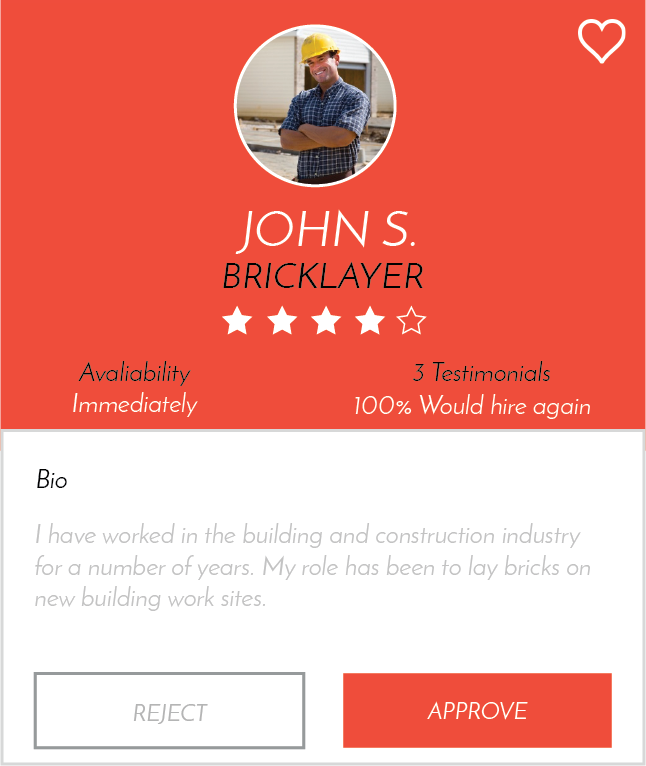 JOHN S.
BRICKLAYER
Avaliability
Immediately
3 Testimonials
100% Would hire again
Bio
I have worked in the building and construction industry
for a number of years. My role has been to lay bricks on
new building work sites.
REJECT
APPROVE